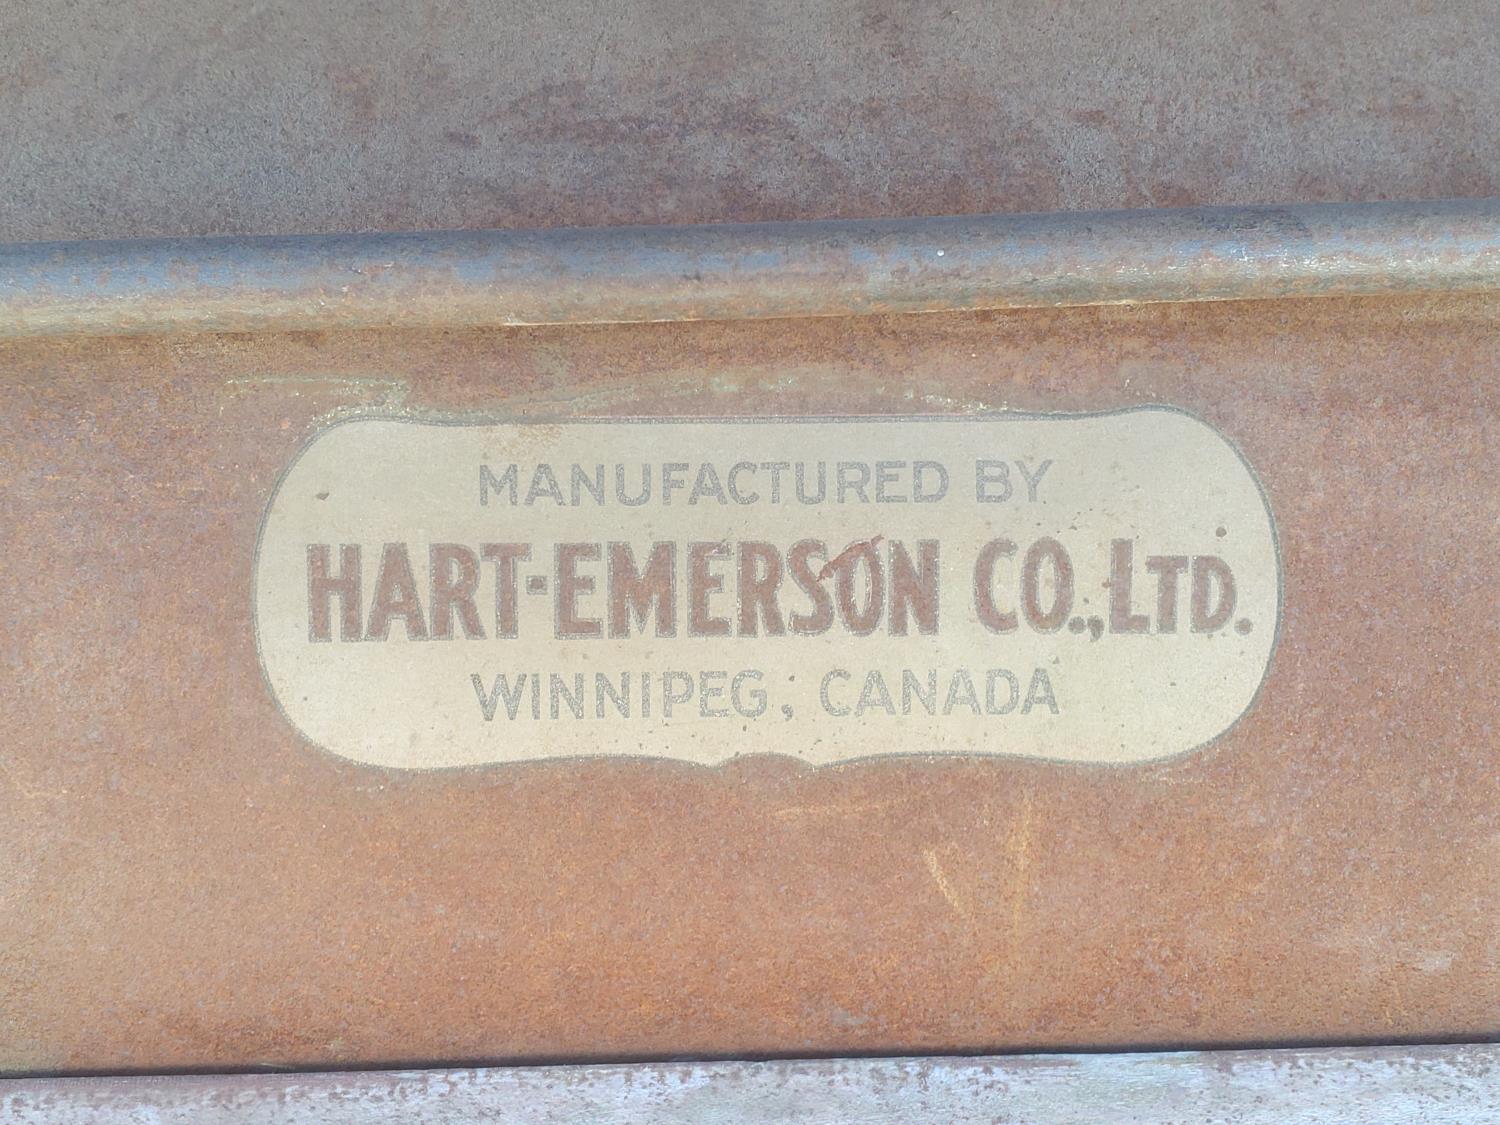 MANUFACTURED BY
HART-EMERSON CO., LTD.
WINNIPEG, CANADA